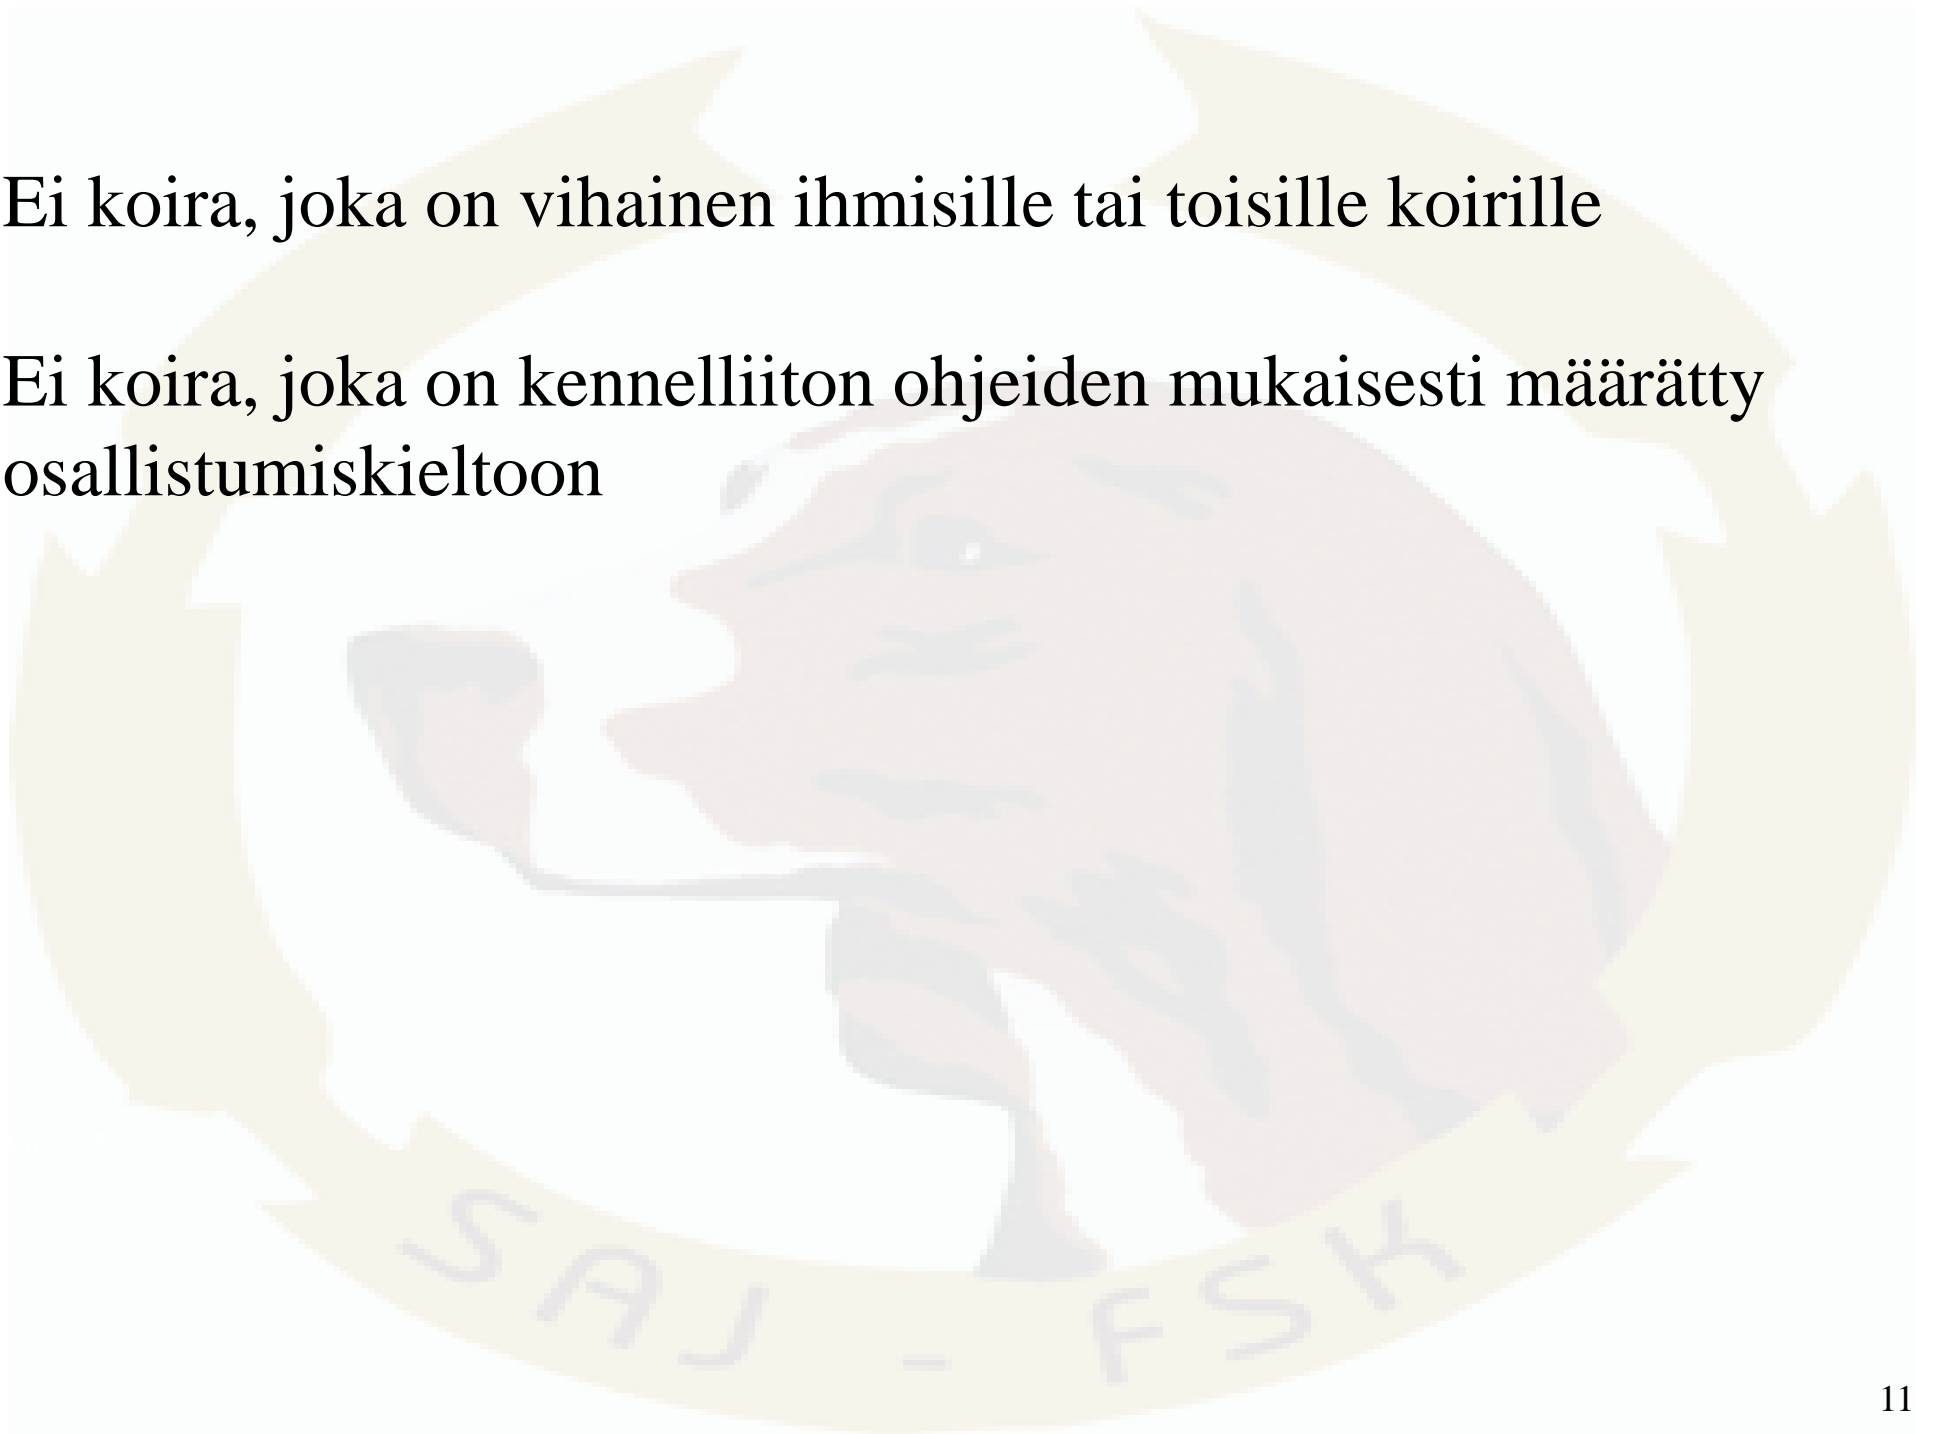 Ei koira, joka on vihainen ihmisille tai toisille koirille
Ei koira, joka on kennelliiton ohjeiden mukaisesti määrätty
osallistumiskieltoon
SAJ - FSK
11